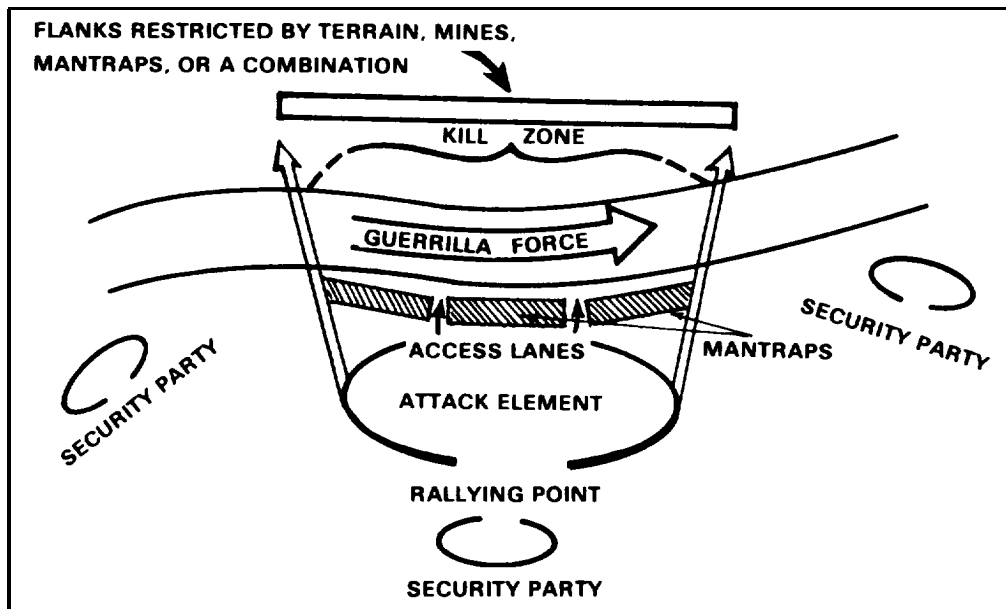 FLANKS RESTRICTED BY TERRAIN, MINES,
MANTRAPS, OR A COMBINATION
KILL ZONE
GUERRILLA FORCE
SECURITY PARTY
ACCESS LANES
MANTRAPS
SECURITY PARTY
ATTACK ELEMENT
RALLYING POINT
SECURITY PARTY